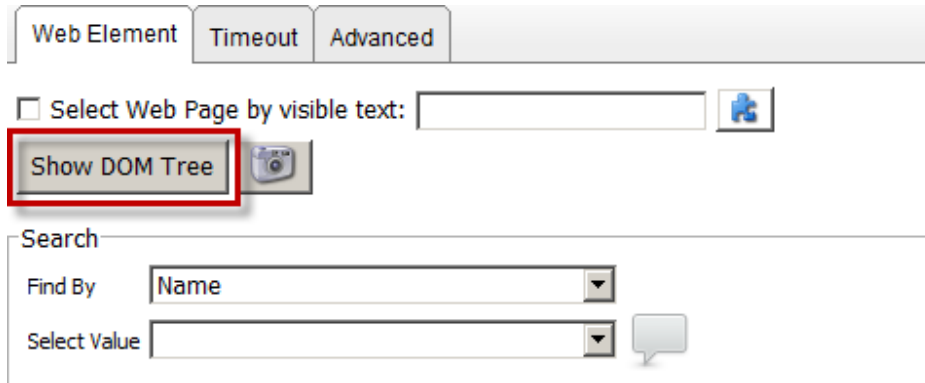 Web Element Timeout Advanced
Select Web Page by visible text:
Show DOM Tree
Search
Find By Name
Select Value